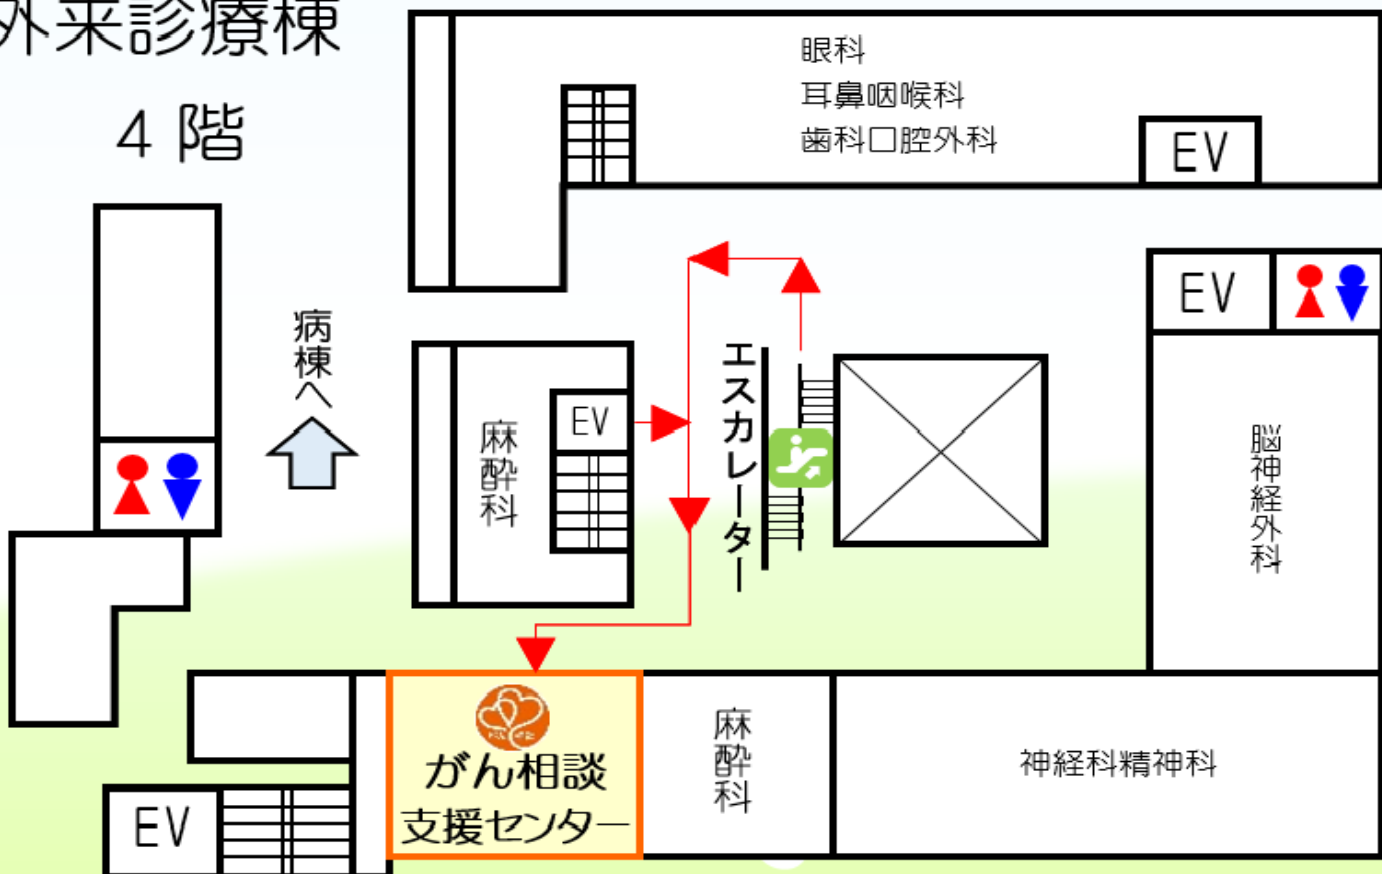 外来診療棟
4階
眼科
耳鼻咽喉科
歯科口腔外科
EV
EV
病棟へ
エスカレーター
麻酔科
EV
脳神経外科
がん相談
支援センター
麻酔科
神経科精神科
EV